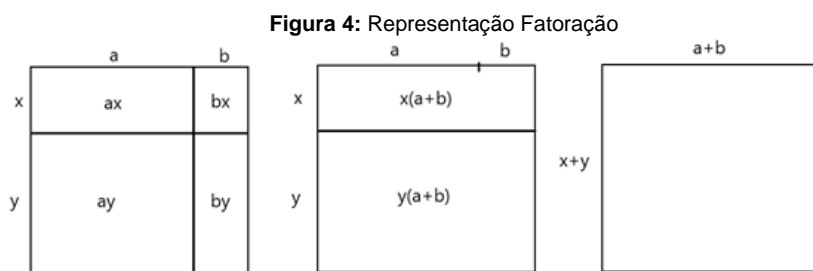 Figura 4: Representação Fatoração
a b a b a+b
x ax bx x x(a+b)
x+y
y ay by y y(a+b)